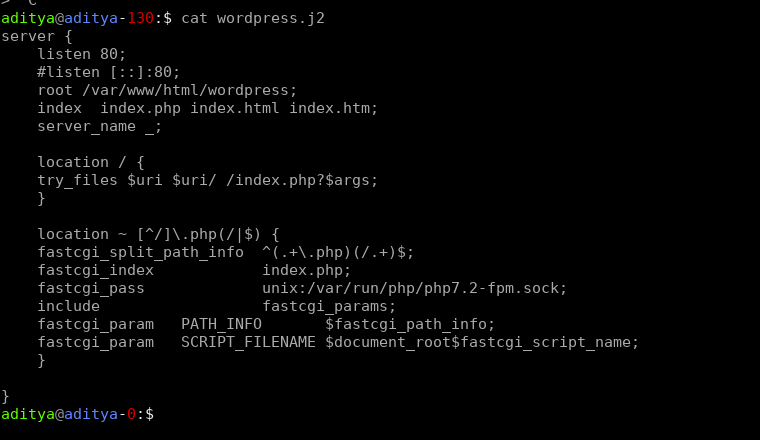 > ^C
aditya@aditya-130:$ cat wordpress.j2
server {
    listen 80;
    #listen [::]:80;
    root /var/www/html/wordpress;
    index  index.php index.html index.htm;
    server_name _;

    location / {
    try_files $uri $uri/ /index.php?$args;
    }

    location ~ [^/]\.php(/|$) {
    fastcgi_split_path_info  ^(.+\.php)(/.+)$;
    fastcgi_index            index.php;
    fastcgi_pass             unix:/var/run/php/php7.2-fpm.sock;
    include                  fastcgi_params;
    fastcgi_param   PATH_INFO       $fastcgi_path_info;
    fastcgi_param   SCRIPT_FILENAME $document_root$fastcgi_script_name;
    }

}
aditya@aditya-0:$